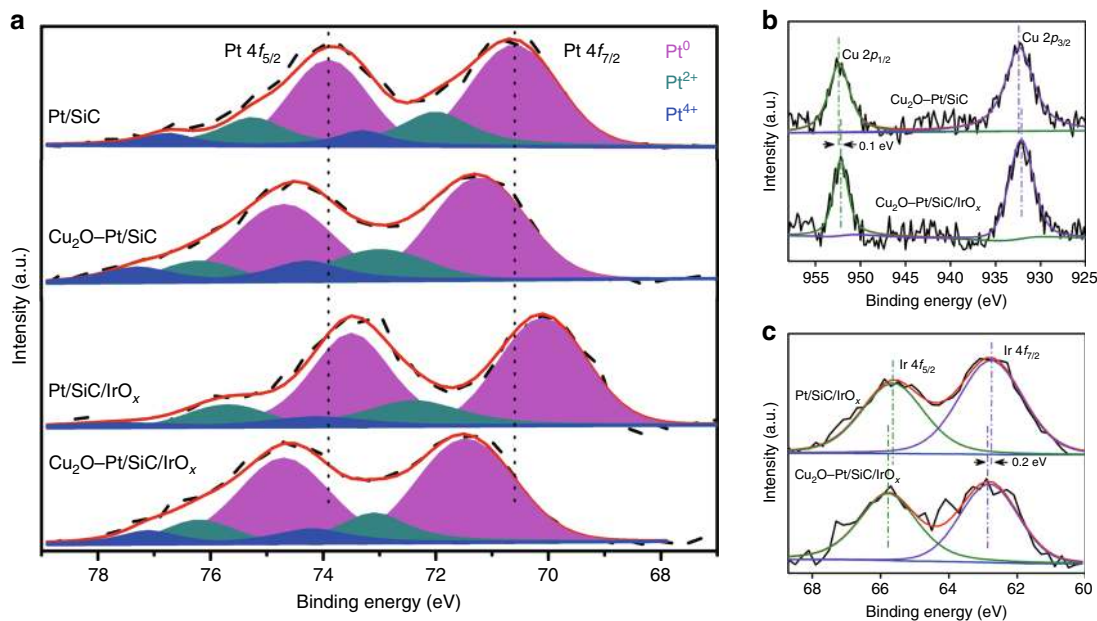 a
Pt 4f5/2
Pt 4f7/2
Pt0
Pt2+
Pt4+
Pt/SiC
Cu2O–Pt/SiC
Pt/SiC/IrOx
Cu2O–Pt/SiC/IrOx
Intensity (a.u.)
78 76 74 72 70 68
Binding energy (eV)
b
Cu 2p1/2
Cu 2p3/2
Cu2O–Pt/SiC
0.1 eV
Cu2O–Pt/SiC/IrOx
Intensity (a.u.)
955 950 945 940 935 930 925
Binding energy (eV)
c
Ir 4f5/2
Ir 4f7/2
Pt/SiC/IrOx
0.2 eV
Cu2O–Pt/SiC/IrOx
Intensity (a.u.)
68 66 64 62 60
Binding energy (eV)